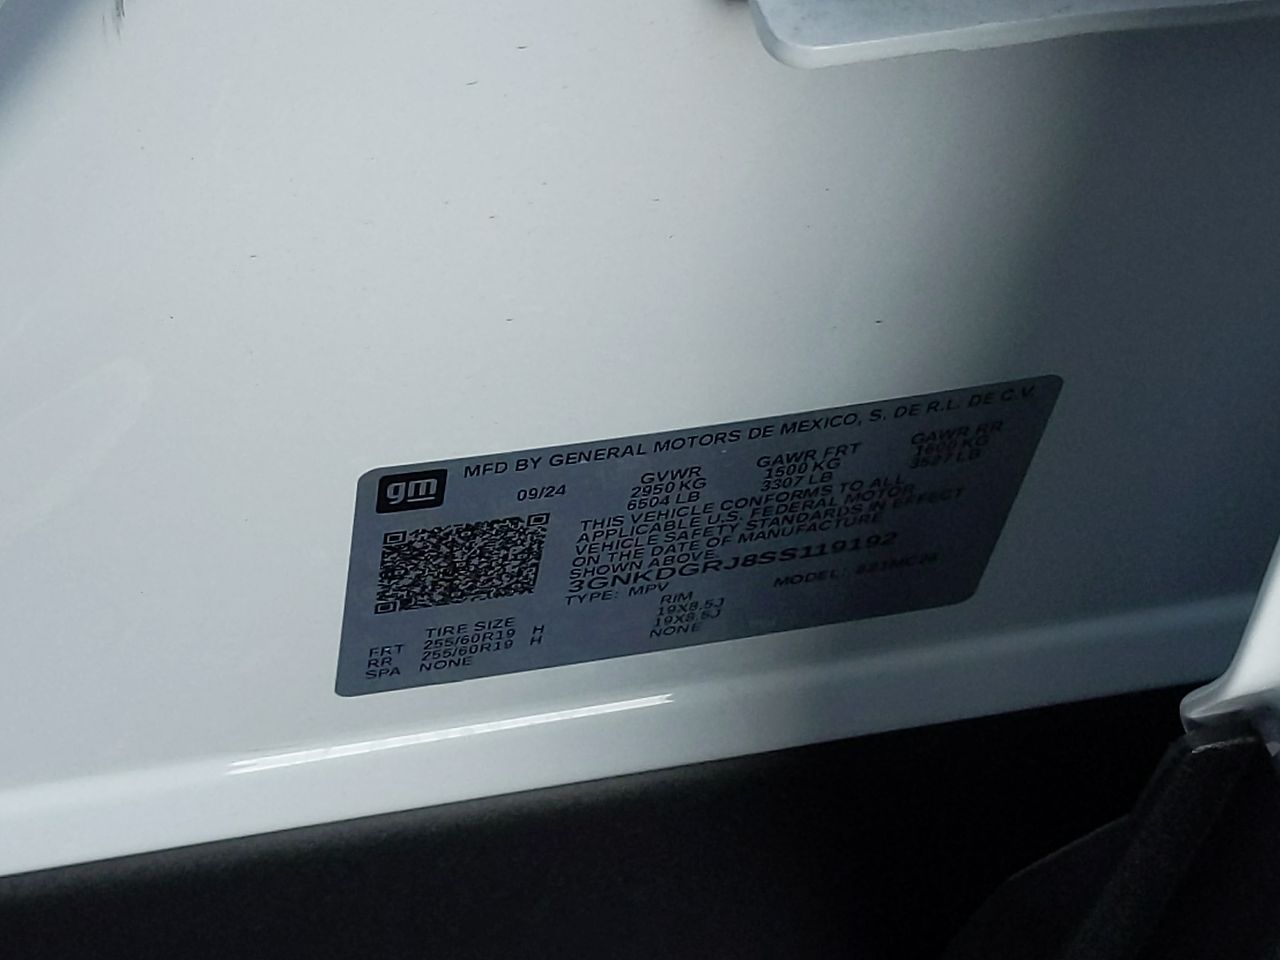 MFD BY GENERAL MOTORS DE MEXICO, S. DE R.L. DE C.V.
gm
09/24 GVWR GAWR FRT GAWR RR
2950 KG 1500 KG 1600 KG
6504 LB 3307 LB 3527 LB
THIS VEHICLE CONFORMS TO ALL
APPLICABLE U.S. FEDERAL MOTOR
VEHICLE SAFETY STANDARDS IN EFFECT
ON THE DATE OF MANUFACTURE
SHOWN ABOVE.
3GNKDGRJ8SS119192
TYPE: MPV MODEL:
TIRE SIZE RIM
FRT 255/60R19 H 19X8.5J
RR 255/60R19 H 19X8.5J
SPA NONE NONE